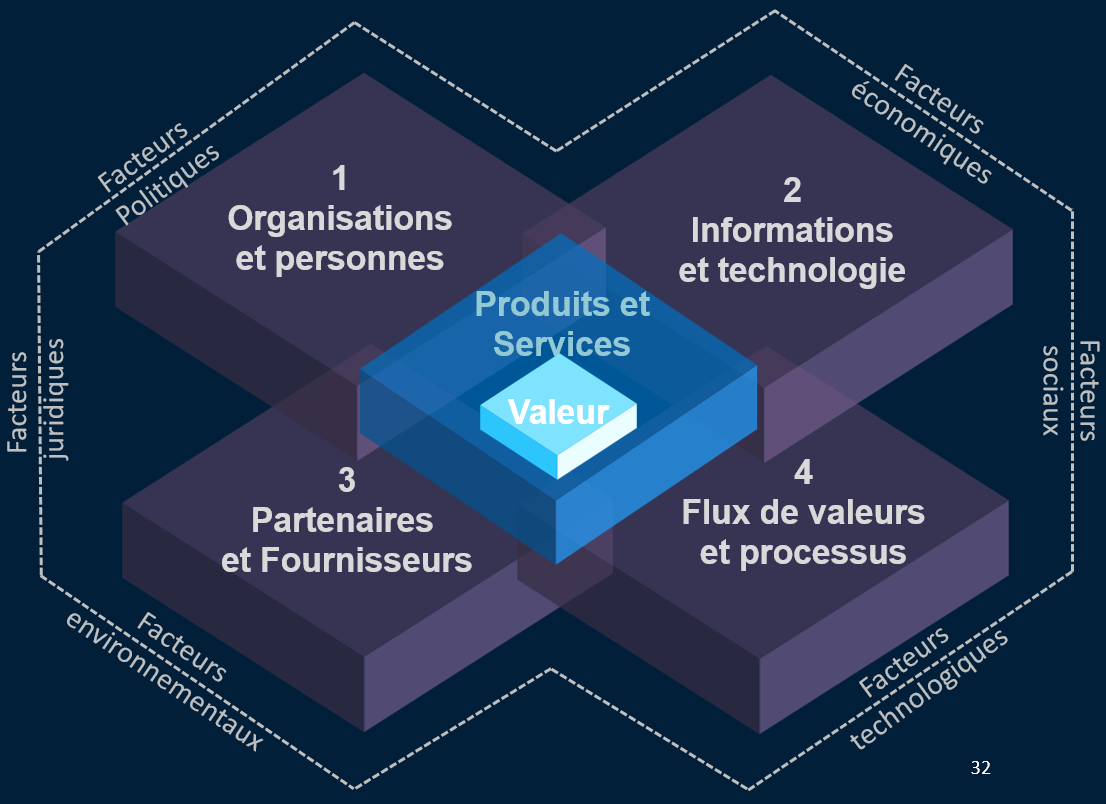 Facteurs
Politiques
Facteurs
économiques
1
Organisations
et personnes
2
Informations
et technologie
Produits et
Services
Valeur
Facteurs
juridiques
Facteurs
sociaux
3
Partenaires
et Fournisseurs
4
Flux de valeurs
et processus
Facteurs
environnementaux
Facteurs
technologiques
32